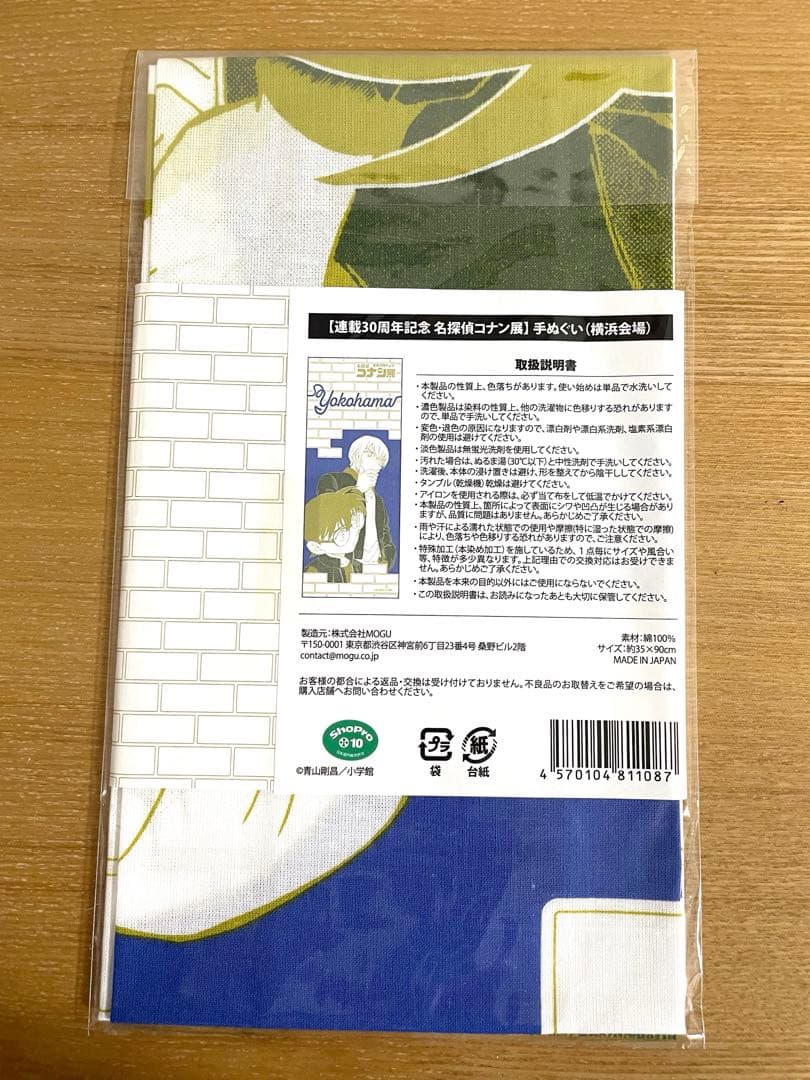 【連載30周年記念 名探偵コナン展】手ぬぐい（横浜会場）
コナン展
Yokohama
取扱説明書
・本製品の性質上、色落ちがあります。使い始めは単品で水洗いして
ください。
・濃色製品は染料の性質上、他の洗濯物に色移りする恐れがあります
ので、単品で手洗いしてください。
・変色・退色の原因になりますので、漂白剤や漂白系洗剤、塩素系漂白
剤の使用は避けてください。
・淡色製品は無蛍光洗剤を使用してください。
・汚れた場合は、ぬるま湯（30℃以下）と中性洗剤で手洗いしてください。
・洗濯後、本体の浸け置きは避け、形を整えてから陰干ししてください。
・タンブル（乾燥機）乾燥は避けてください。
・アイロンを使用される際は、必ず当て布をして低温でかけてください。
・本製品の性質上、箇所によって表面にシワや凹凸が生じる場合があり
ますが、品質に問題はありません。あらかじめご了承ください。
・雨や汗による濡れた状態での使用や摩擦（特に湿った状態での摩擦）
により、色落ちや色移りする恐れがありますので、ご注意ください。
・特殊加工（本染め加工）を施しているため、1点毎にサイズや風合い
等、特徴が多少異なります。上記理由での交換対応はお受けできま
せん。あらかじめご了承ください。
・本製品を本来の目的以外にはご使用にならないでください。
・この取扱説明書は、お読みになったあとも大切に保管してください。
製造元：株式会社MOGU
〒150-0001 東京都渋谷区神宮前6丁目23番4号 桑野ビル2階
contact@mogu.co.jp
素材：綿100%
サイズ：約35×90cm
MADE IN JAPAN
お客様の都合による返品・交換は受け付けておりません。不良品のお取替えをご希望の場合は、
購入店舗へお問い合わせください。
ShoPro
10
©青山剛昌／小学館
プラ
袋
紙
台紙
4 570104 811087